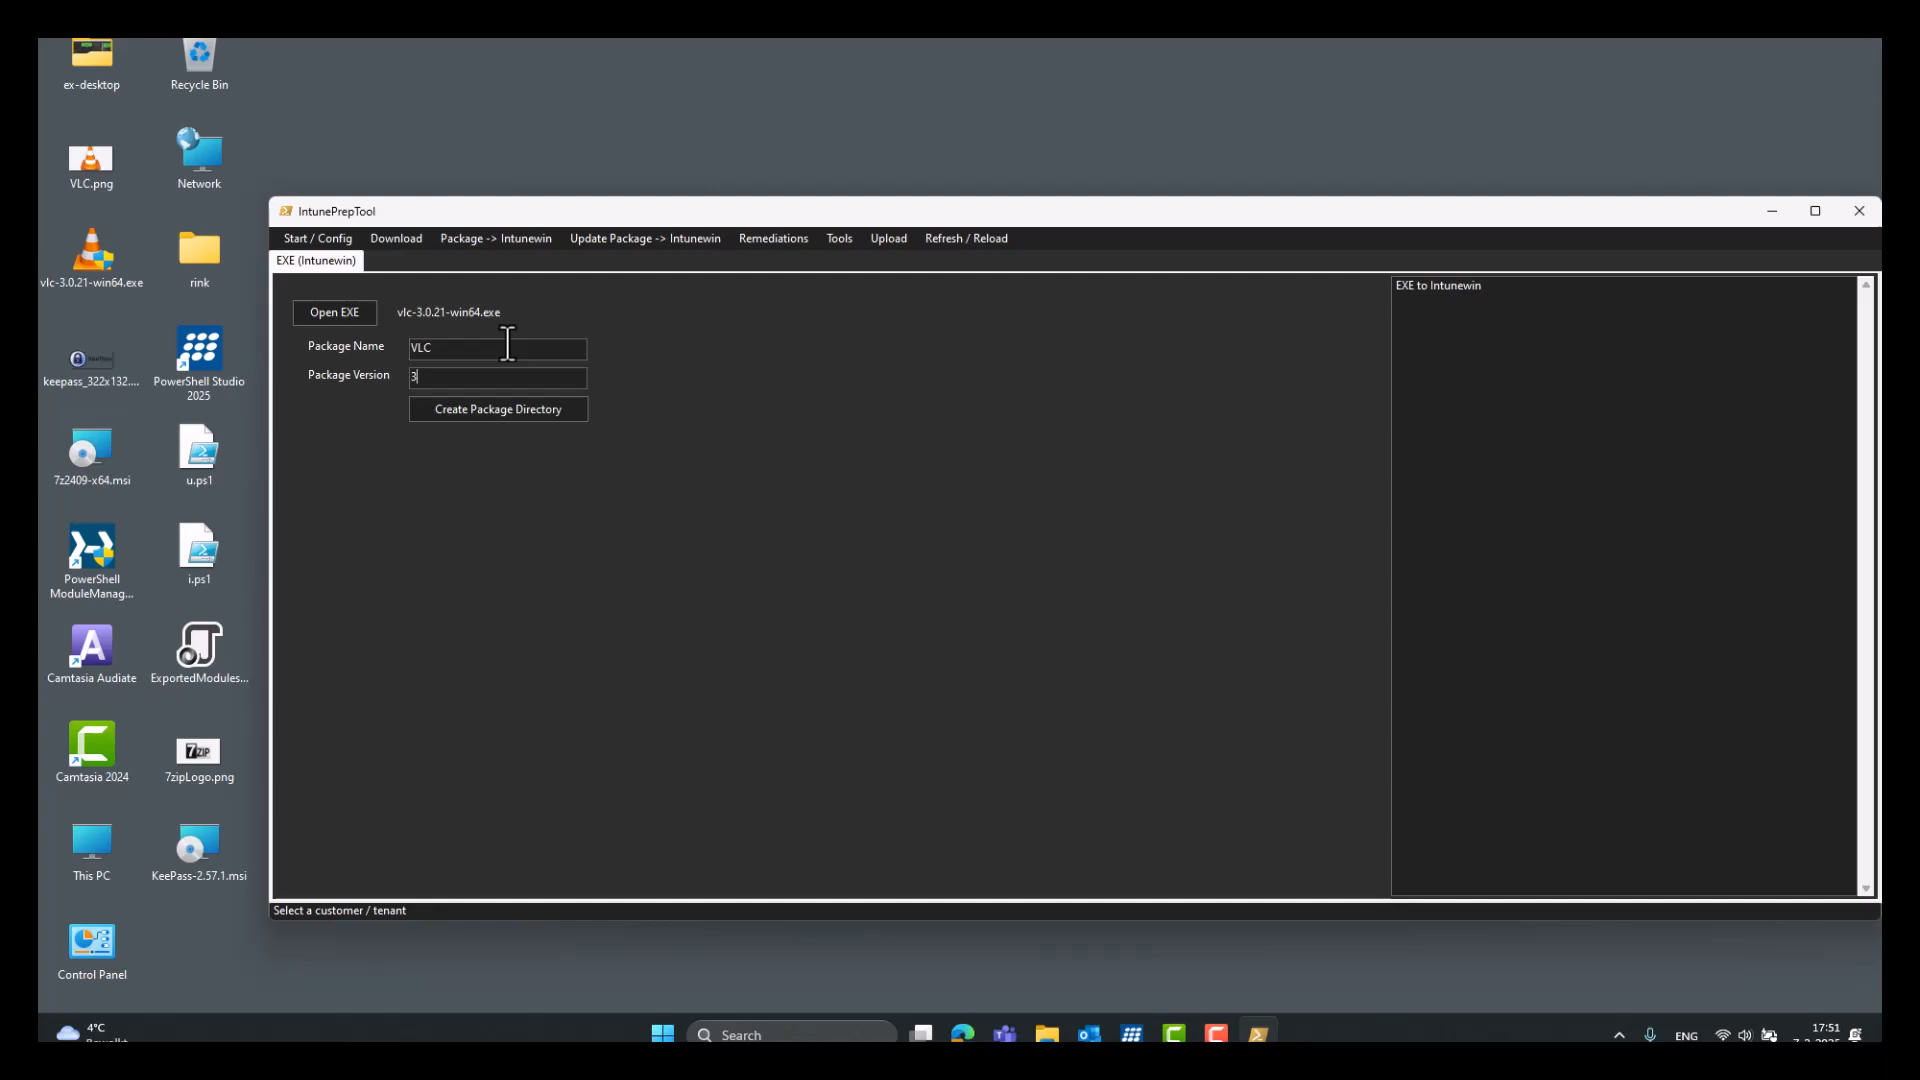 ex-desktop
Recycle Bin
VLC.png
Network
vlc-3.0.21-win64.exe
rink
keepass_322x132....
PowerShell Studio
2025
7z2409-x64.msi
u.ps1
PowerShell
ModuleManag...
i.ps1
Camtasia Audiate
ExportedModules...
Camtasia 2024
7ZIP
7zipLogo.png
This PC
KeePass-2.57.1.msi
Control Panel
IntunePrepTool
Start / Config
Download
Package -> Intunewin
Update Package -> Intunewin
Remediations
Tools
Upload
Refresh / Reload
EXE (Intunewin)
Open EXE
vlc-3.0.21-win64.exe
Package Name
VLC
Package Version
3
Create Package Directory
EXE to Intunewin
Select a customer / tenant
4°C
Search
ENG
17:51